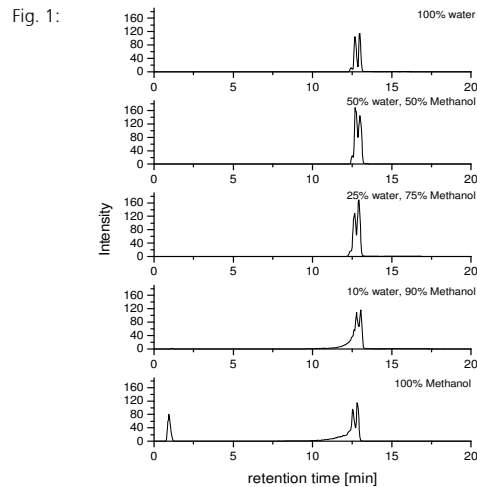 Fig. 1:
100% water
160
120
80
40
0
0 5 10 15 20
50% water, 50% Methanol
160
120
80
40
0
0 5 10 15 20
25% water, 75% Methanol
160
120
80
40
0
0 5 10 15 20
Intensity
10% water, 90% Methanol
160
120
80
40
0
0 5 10 15 20
100% Methanol
160
120
80
40
0
0 5 10 15 20
retention time [min]